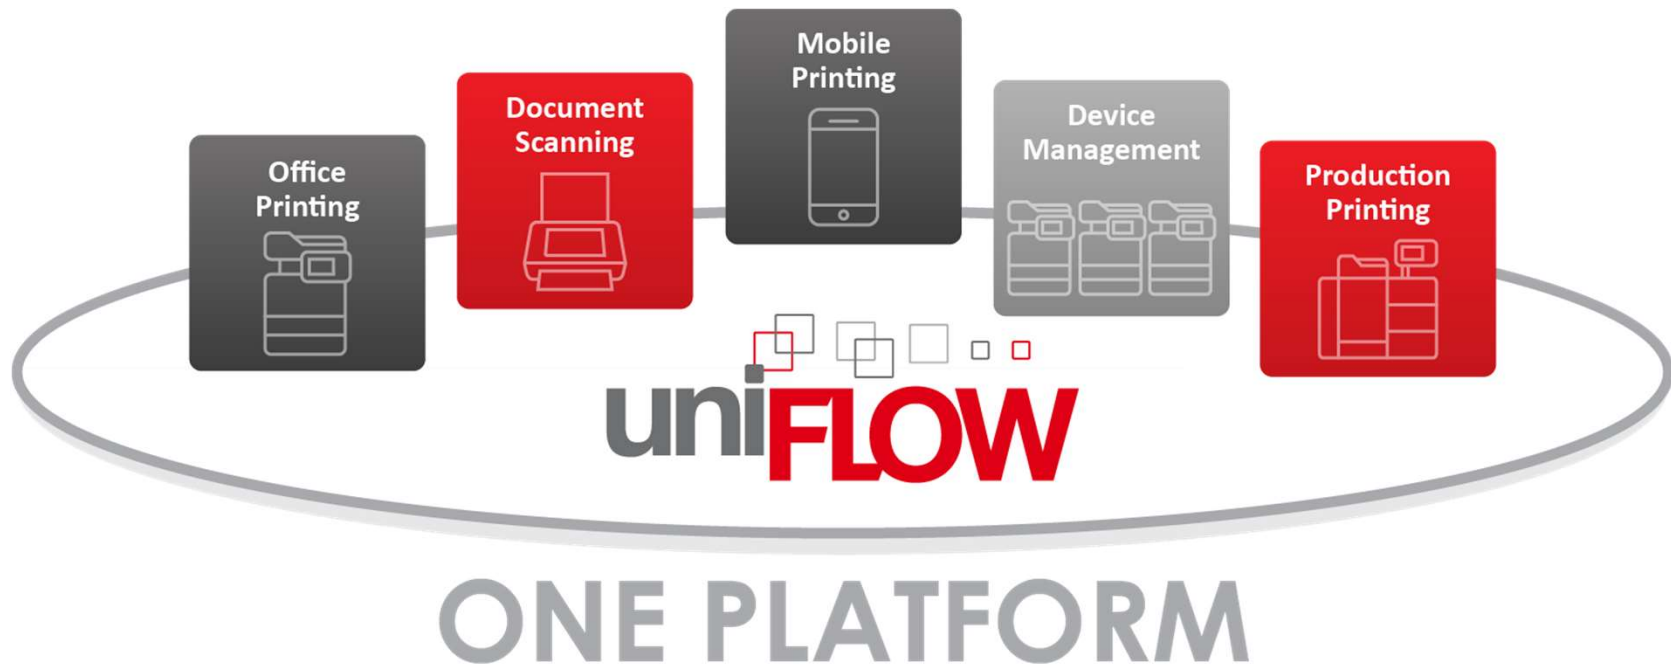 Mobile
Printing
Document
Scanning
Device
Management
Office
Printing
Production
Printing
uniFLOW
ONE PLATFORM